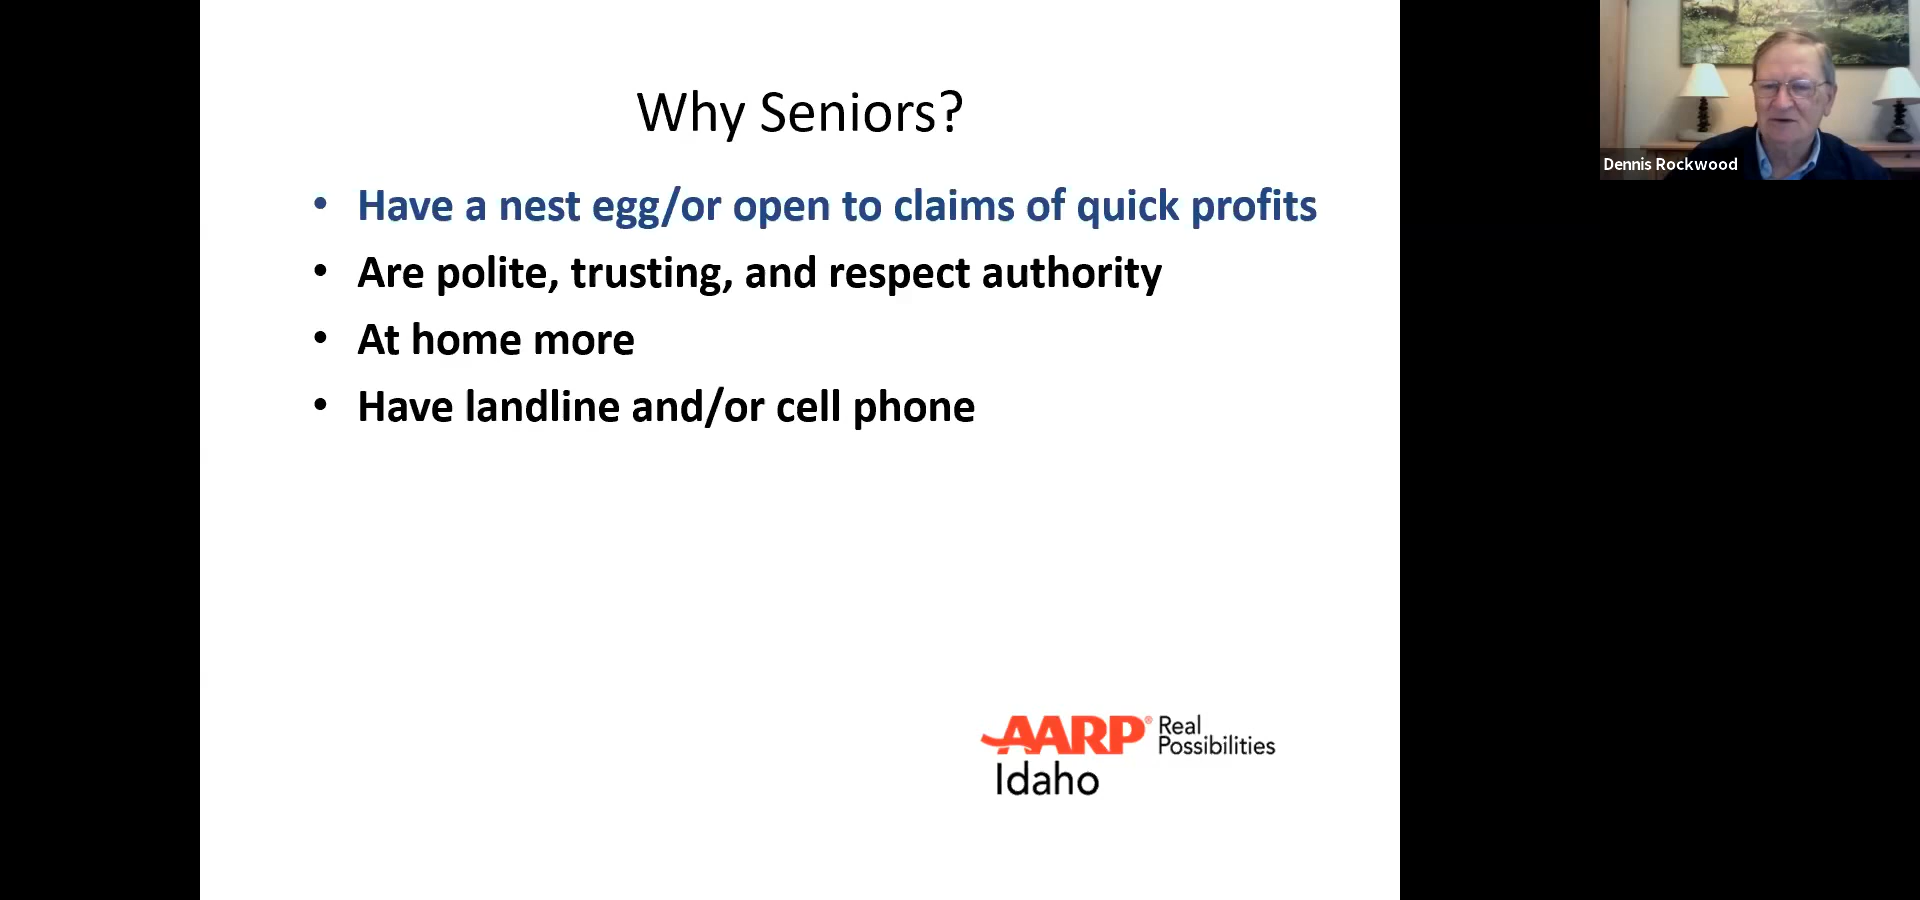 Why Seniors?
• Have a nest egg/or open to claims of quick profits
• Are polite, trusting, and respect authority
• At home more
• Have landline and/or cell phone
AARP® Real
Possibilities
Idaho
Dennis Rockwood